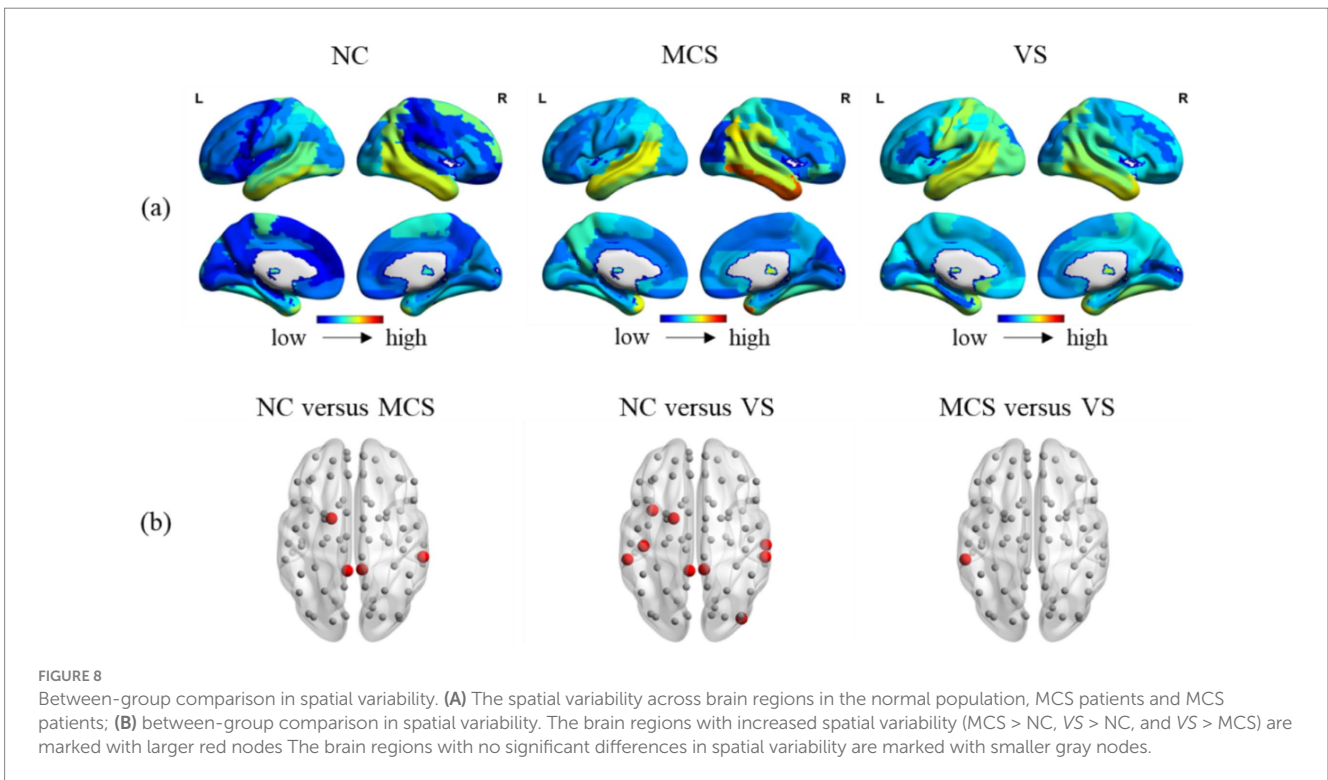 NC MCS VS
L R L R L R
(a)
low → high low → high low → high
NC versus MCS NC versus VS MCS versus VS
(b)
FIGURE 8
Between-group comparison in spatial variability. (A) The spatial variability across brain regions in the normal population, MCS patients and MCS
patients; (B) between-group comparison in spatial variability. The brain regions with increased spatial variability (MCS > NC, VS > NC, and VS > MCS) are
marked with larger red nodes The brain regions with no significant differences in spatial variability are marked with smaller gray nodes.